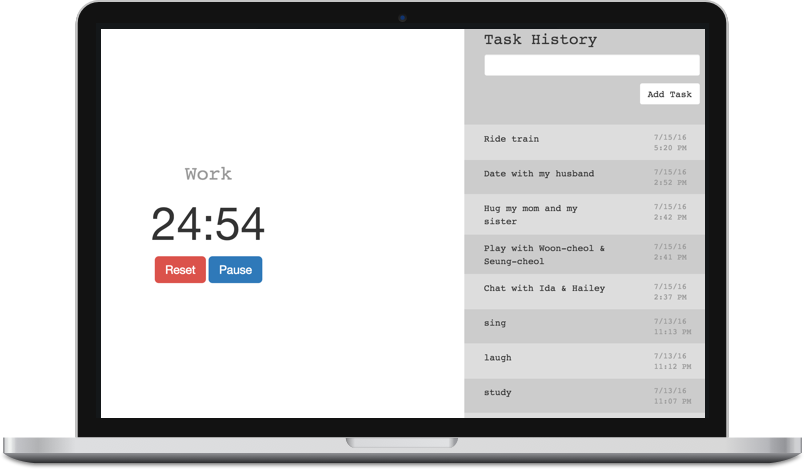 Work
24:54
Reset Pause
Task History
Add Task
Ride train 7/15/16
5:20 PM
Date with my husband 7/15/16
2:52 PM
Hug my mom and my 7/15/16
sister 2:42 PM
Play with Woon-cheol & 7/15/16
Seung-cheol 2:41 PM
Chat with Ida & Hailey 7/15/16
2:37 PM
sing 7/13/16
11:13 PM
laugh 7/13/16
11:12 PM
study 7/13/16
11:07 PM